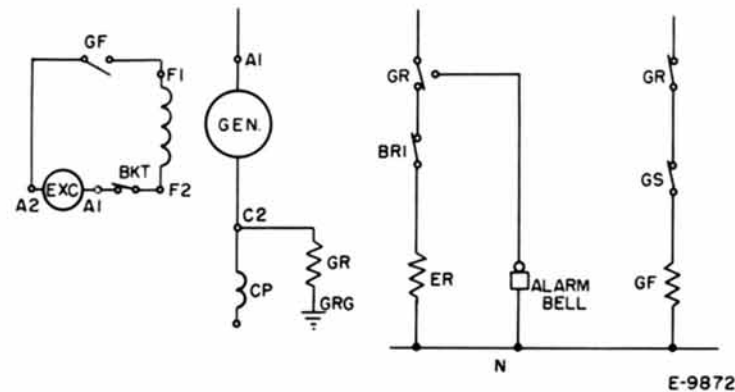 GF
F1
A2
EXC
A1
BKT
F2
A1
GEN.
C2
CP
GR
GRG
GR
BR1
ER
ALARM
BELL
GR
GS
GF
N
E-9872